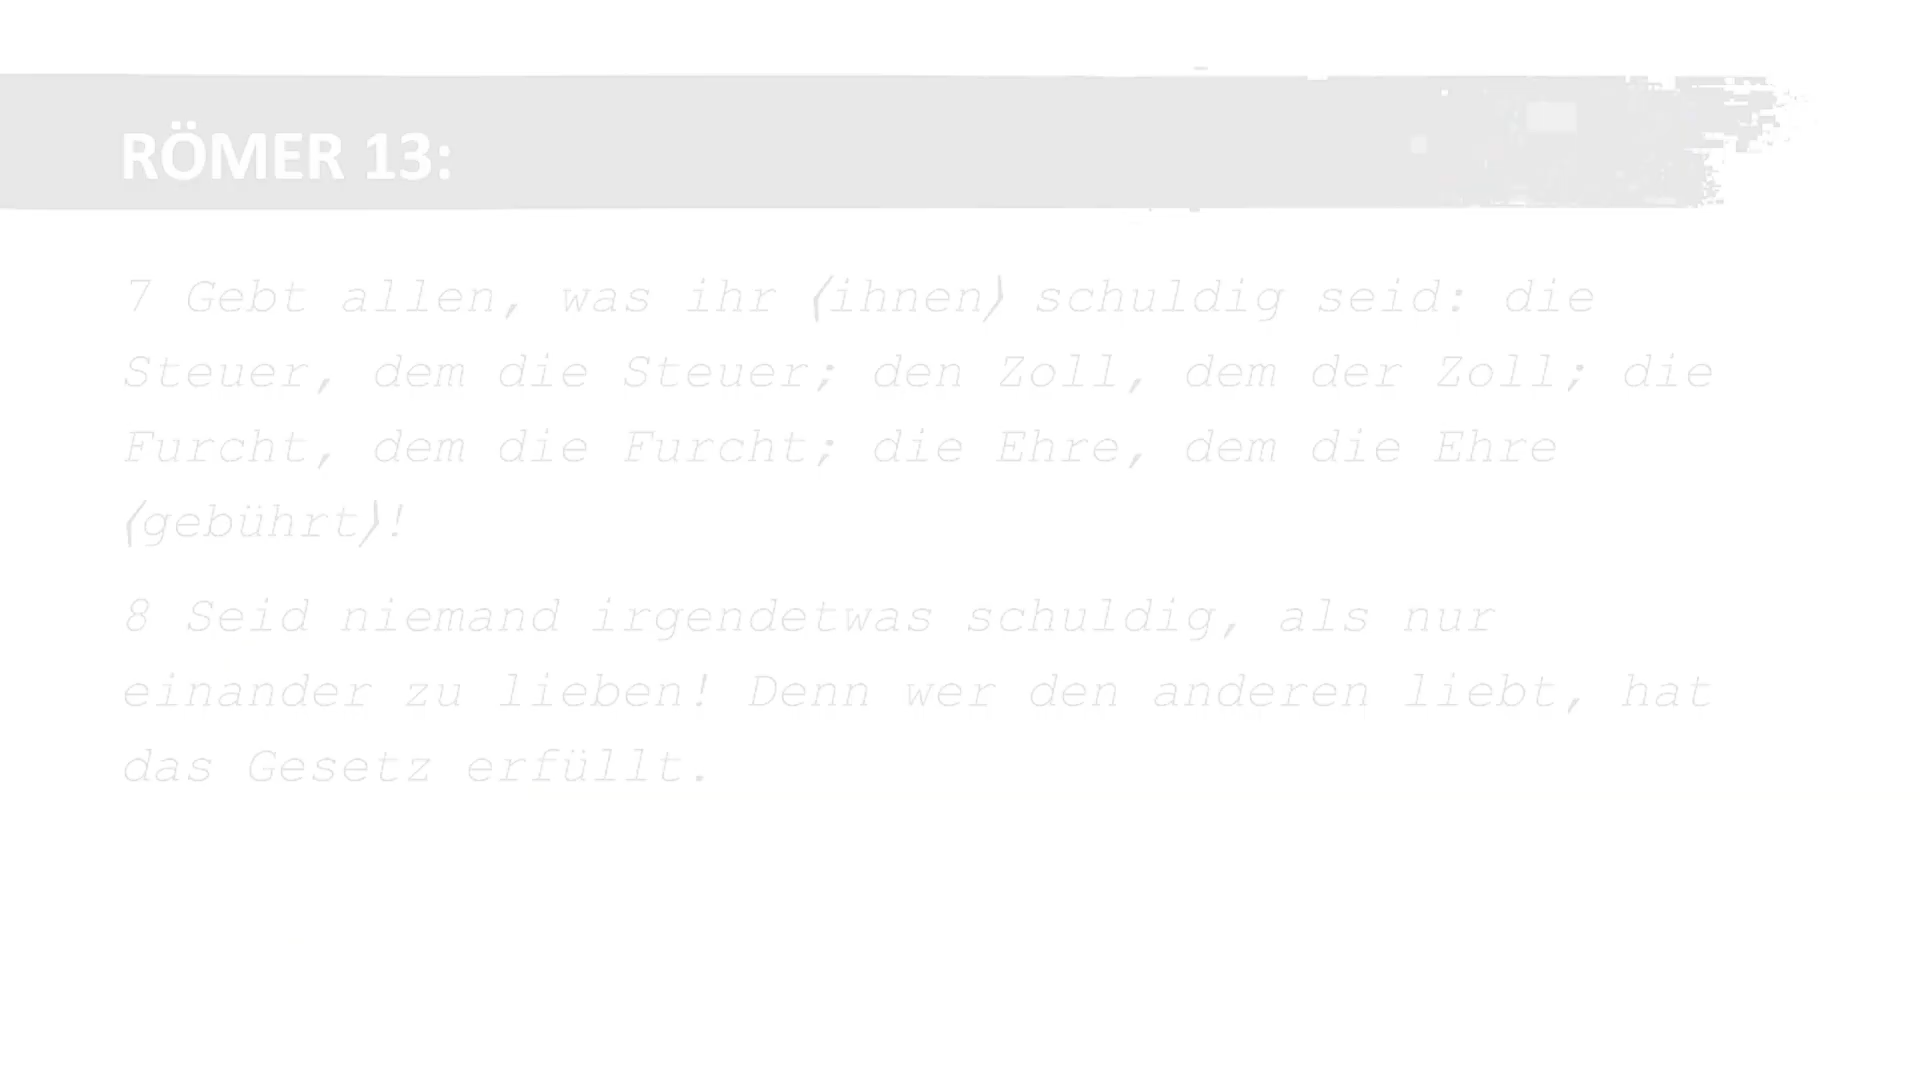 RÖMER 13:
7 Gebt allen, was ihr ⟨ihnen⟩ schuldig seid: die
Steuer, dem die Steuer; den Zoll, dem der Zoll; die
Furcht, dem die Furcht; die Ehre, dem die Ehre
⟨gebührt⟩!
8 Seid niemand irgendetwas schuldig, als nur
einander zu lieben! Denn wer den anderen liebt, hat
das Gesetz erfüllt.